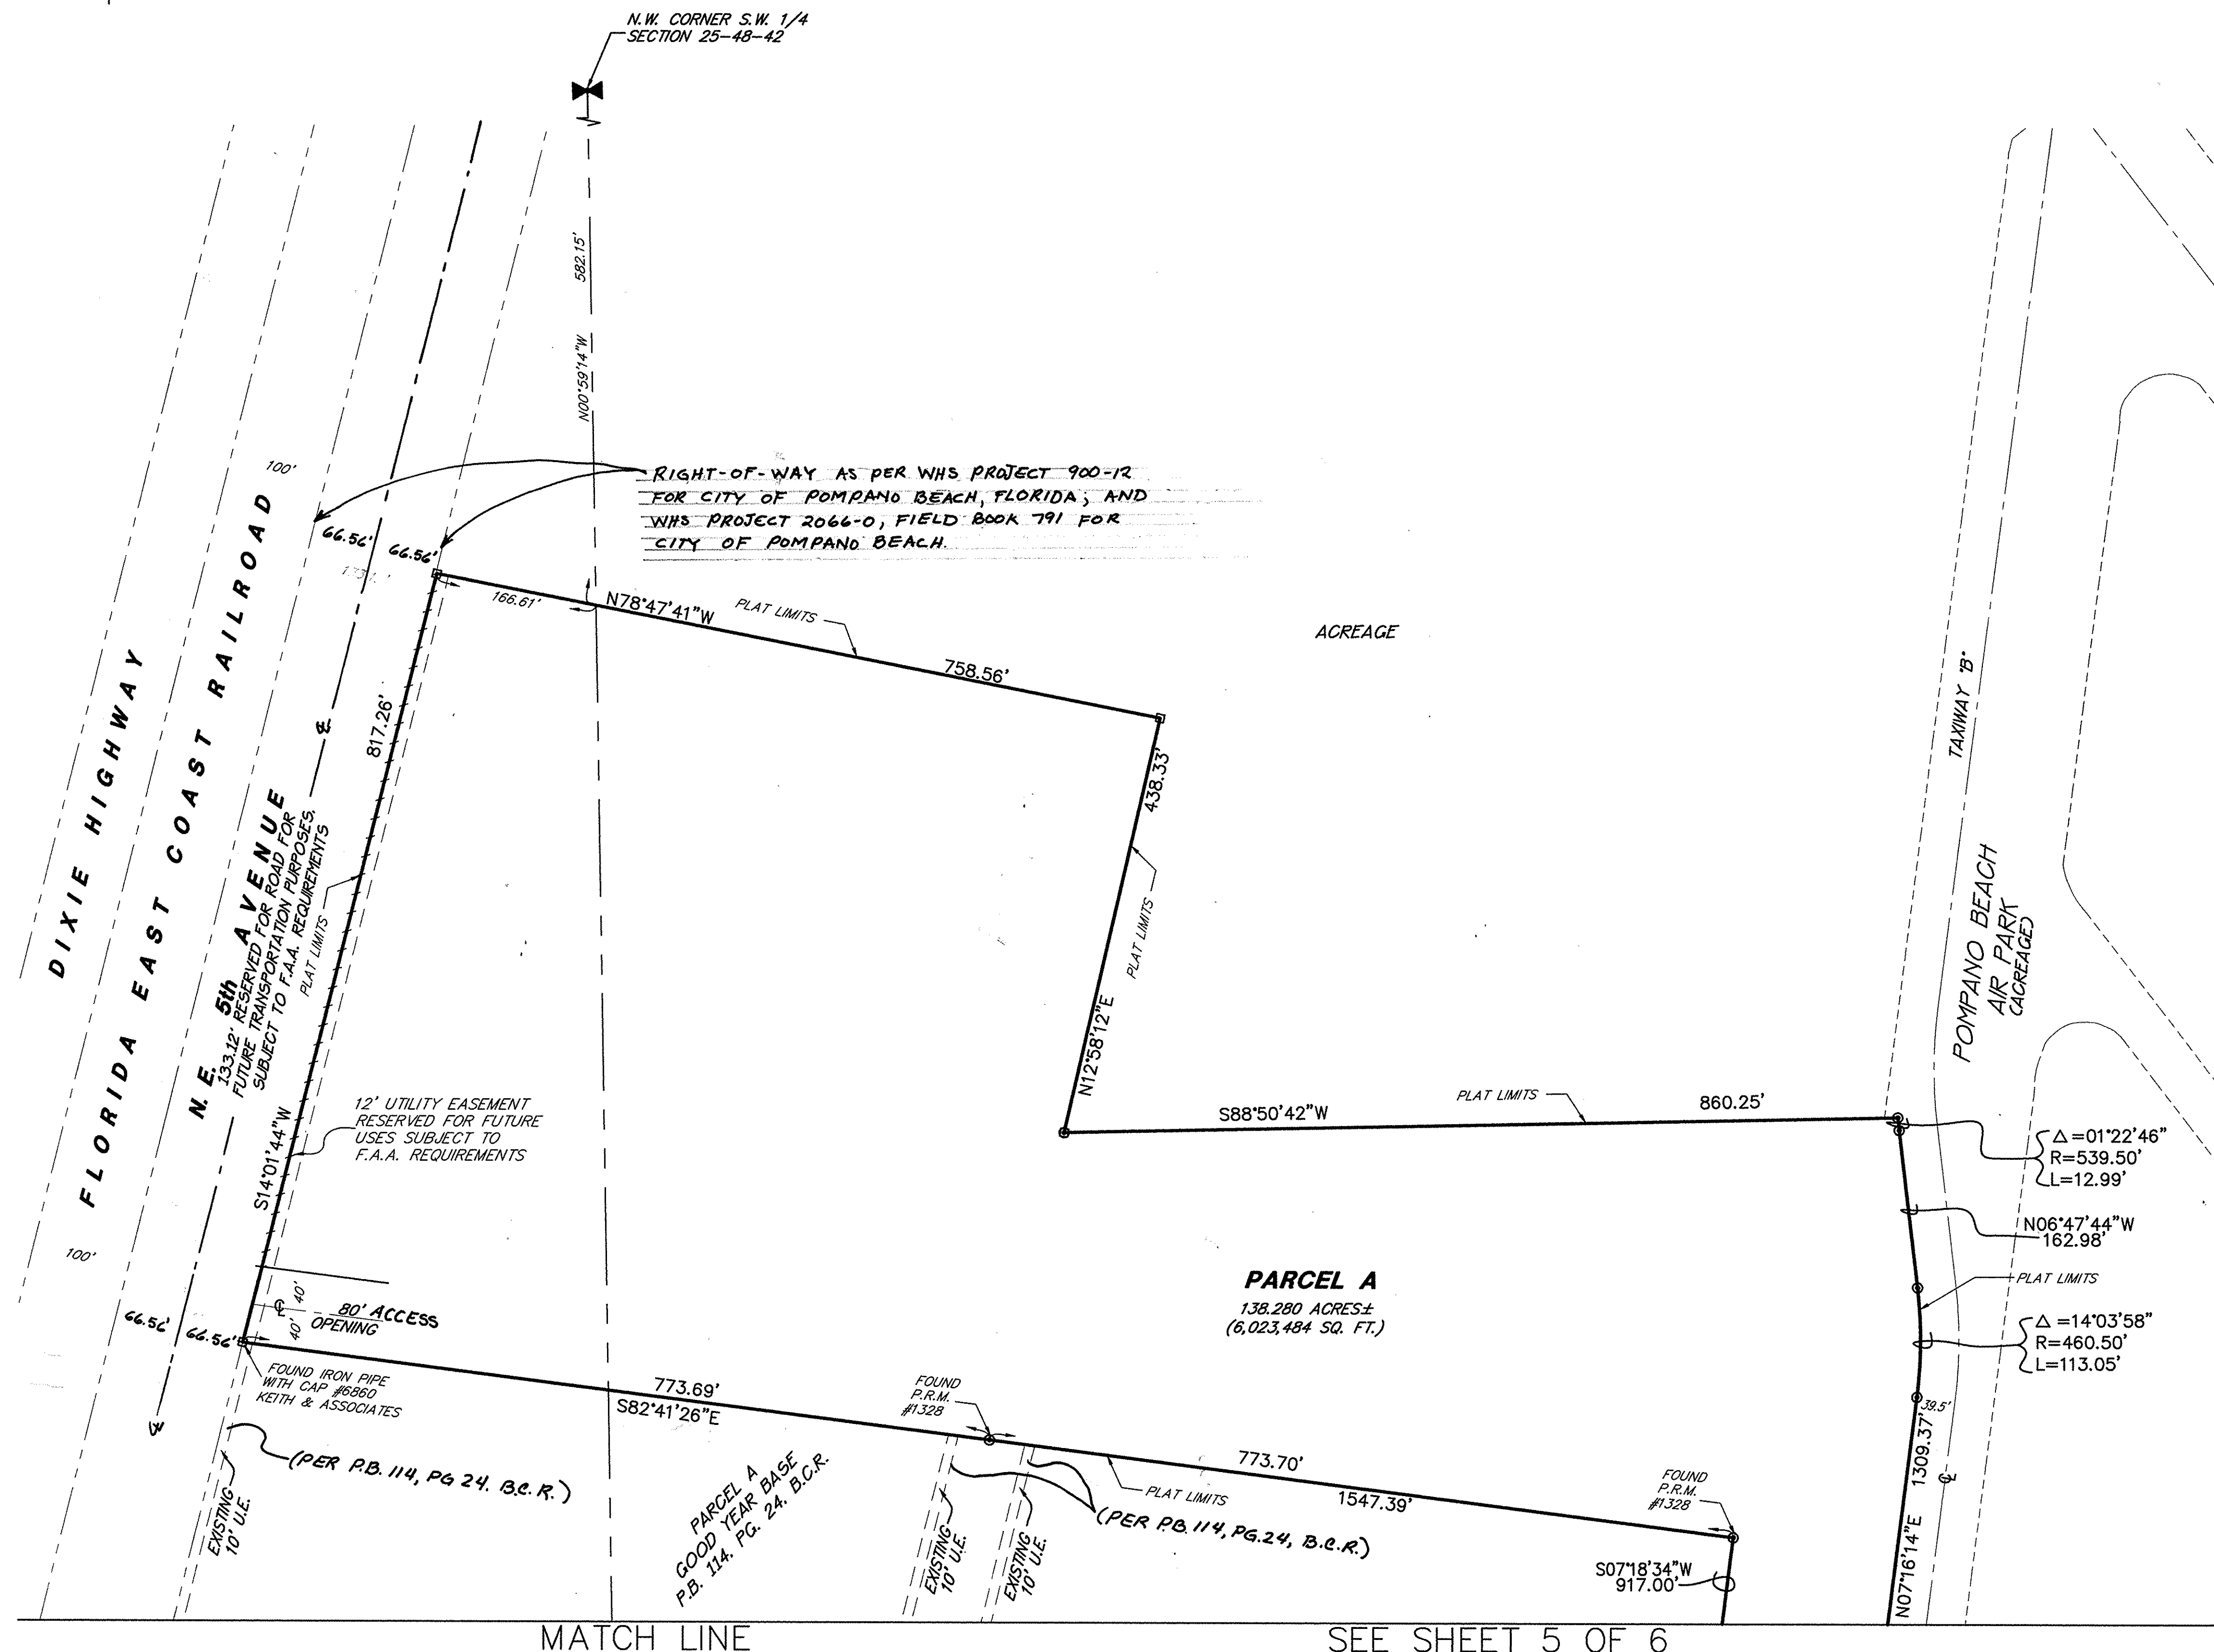 N.W. CORNER S.W. 1/4
SECTION 25-48-42
582.15'
N00°59'14"W
RIGHT-OF-WAY AS PER WHS PROJECT 900-12
FOR CITY OF POMPANO BEACH, FLORIDA; AND
WHS PROJECT 2066-0, FIELD BOOK 791 FOR
CITY OF POMPANO BEACH.
100'
66.56'
66.56'
166.61'
N78°47'41"W
PLAT LIMITS
758.56'
ACREAGE
DIXIE HIGHWAY
FLORIDA EAST COAST RAILROAD
N.E. 5th AVENUE
133.12' RESERVED FOR ROAD FOR
FUTURE TRANSPORTATION PURPOSES.
SUBJECT TO F.A.A. REQUIREMENTS
PLAT LIMITS
817.26'
S14°01'44"W
438.33'
PLAT LIMITS
N12°58'12"E
TAXIWAY "B"
POMPANO BEACH
AIR PARK
(ACREAGE)
12' UTILITY EASEMENT
RESERVED FOR FUTURE
USES SUBJECT TO
F.A.A. REQUIREMENTS
S88°50'42"W
PLAT LIMITS
860.25'
Δ=01°22'46"
R=539.50'
L=12.99'
N06°47'44"W
162.98'
PLAT LIMITS
Δ=14°03'58"
R=460.50'
L=113.05'
39.5'
1309.37'
N07°16'14"E
100'
PARCEL A
138.280 ACRES±
(6,023,484 SQ. FT.)
40'
40'
80' ACCESS
OPENING
66.56'
66.56'
FOUND IRON PIPE
WITH CAP #6860
KEITH & ASSOCIATES
773.69'
S82°41'26"E
FOUND
P.R.M.
#1328
773.70'
PLAT LIMITS
1547.39'
FOUND
P.R.M.
#1328
(PER P.B. 114, PG 24. B.C.R.)
EXISTING
10' U.E.
PARCEL A
GOOD YEAR BASE
P.B. 114. PG. 24. B.C.R.
EXISTING
10' U.E.
EXISTING
10' U.E.
(PER P.B. 114, PG.24, B.C.R.)
S07°18'34"W
917.00'
MATCH LINE
SEE SHEET 5 OF 6